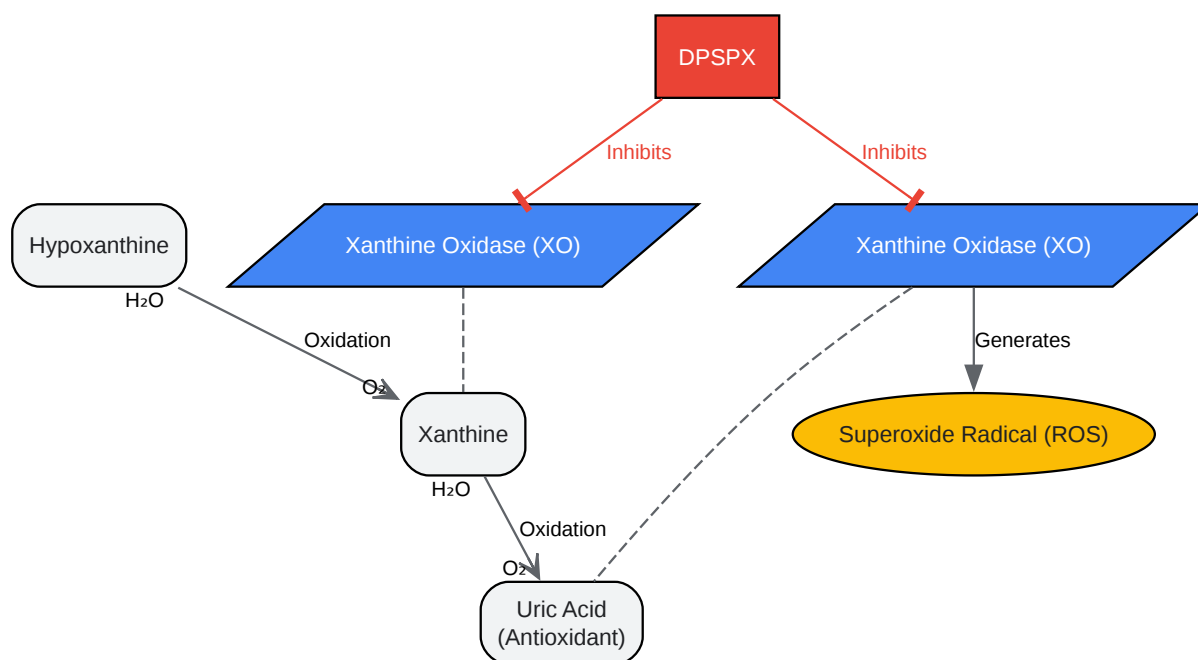 DPSPX
Inhibits
Inhibits
Hypoxanthine
Xanthine Oxidase (XO)
Xanthine Oxidase (XO)
H₂O
Oxidation
Generates
O₂
Xanthine
Superoxide Radical (ROS)
H₂O
Oxidation
O₂
Uric Acid
(Antioxidant)